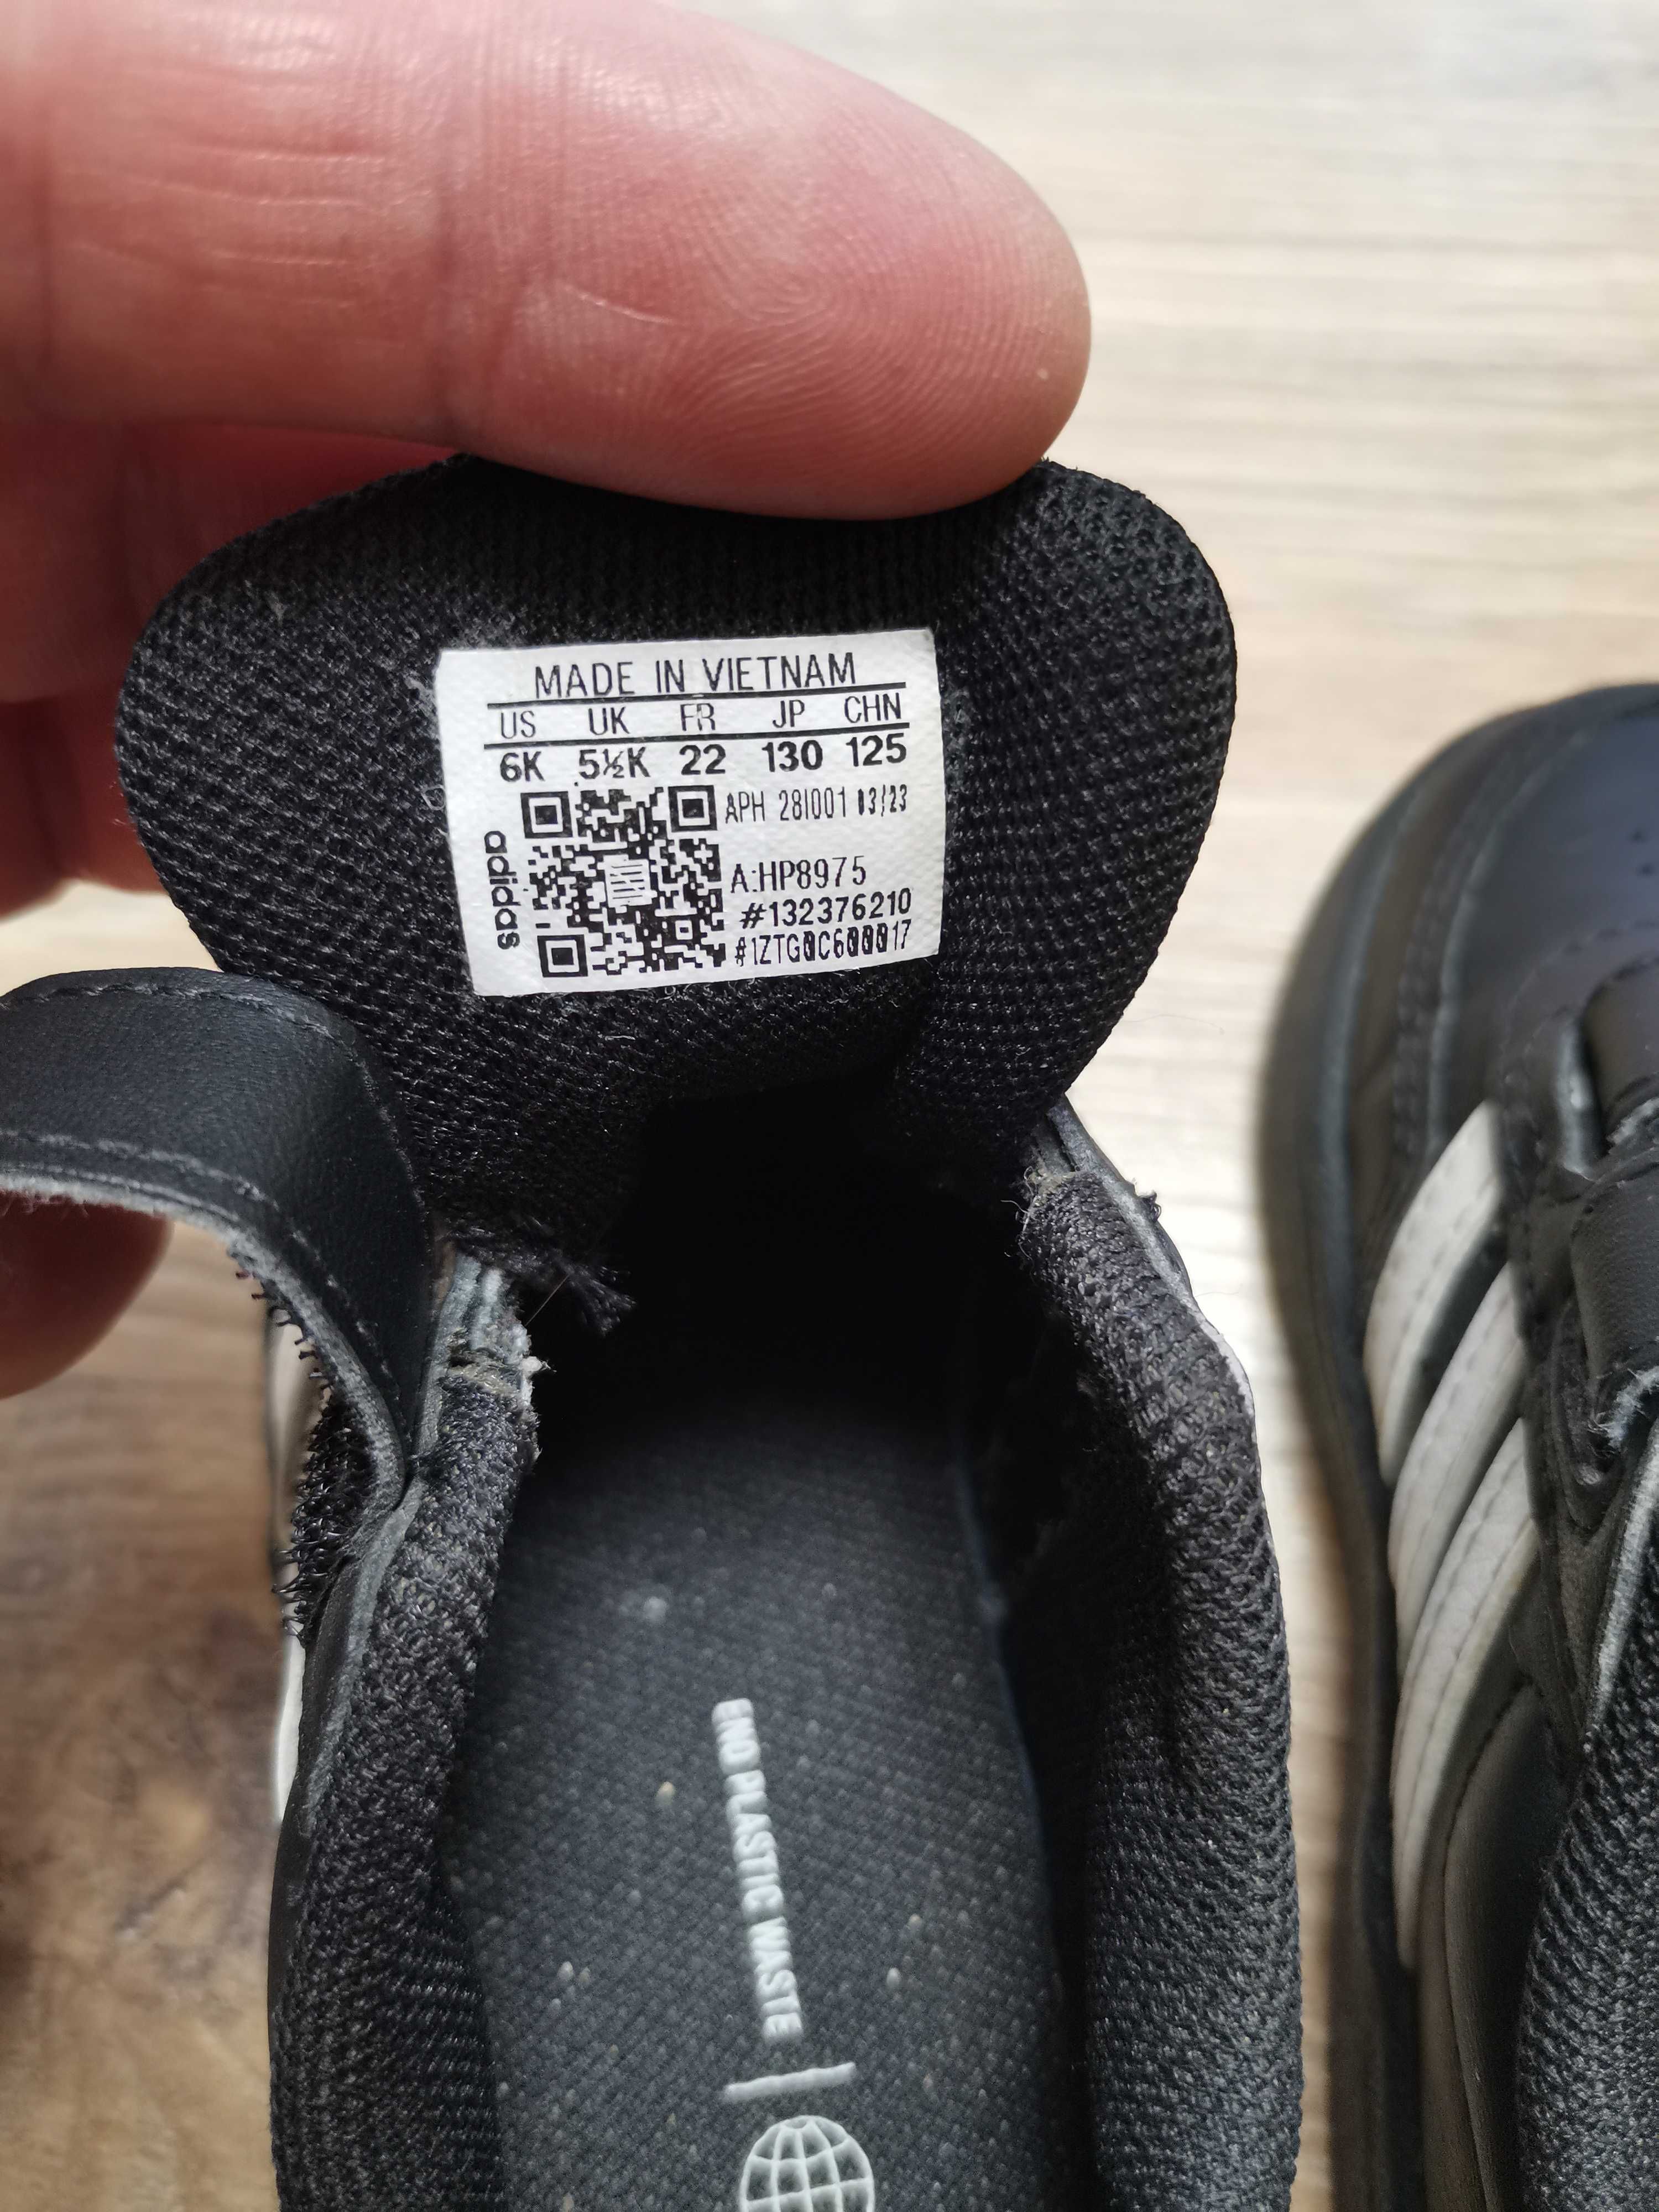 MADE IN VIETNAM
US UK FR JP CHN
6K 5½K 22 130 125
APH 28I001 03/23
A:HP8975
#132376210
#1ZTG0C600017
adidas
END PLASTIC WASTE